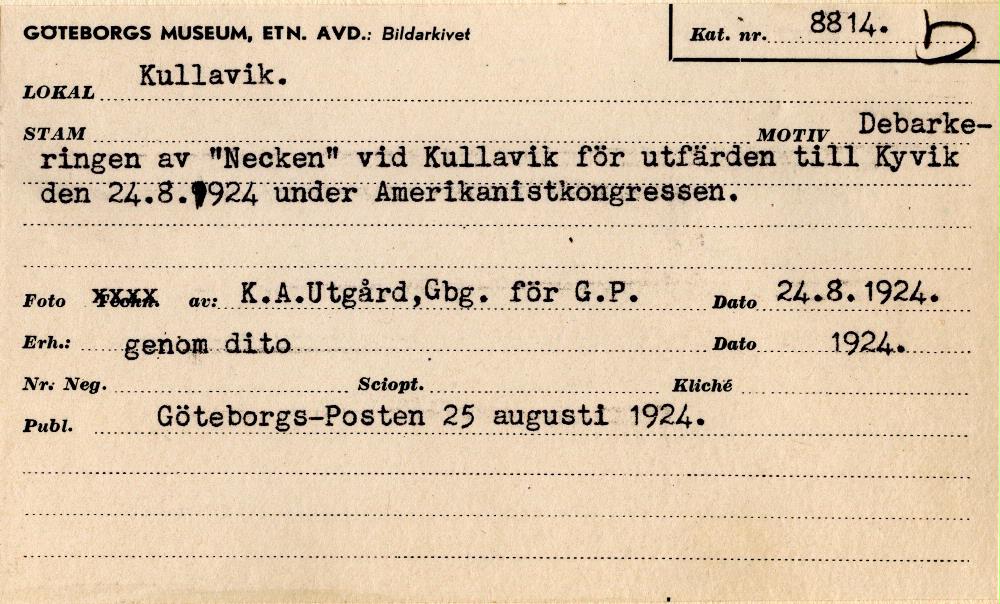 GÖTEBORGS MUSEUM, ETN. AVD.: Bildarkivet
Kat. nr. 8814. b
LOKAL Kullavik.
STAM MOTIV Debarke-
ringen av "Necken" vid Kullavik för utfärden till Kyvik
den 24.8.1924 under Amerikanistkongressen.
Foto av: K.A.Utgård,Gbg. för G.P. Dato 24.8.1924.
Erh.: genom dito Dato 1924.
Nr: Neg. Sciopt. Kliché
Publ. Göteborgs-Posten 25 augusti 1924.